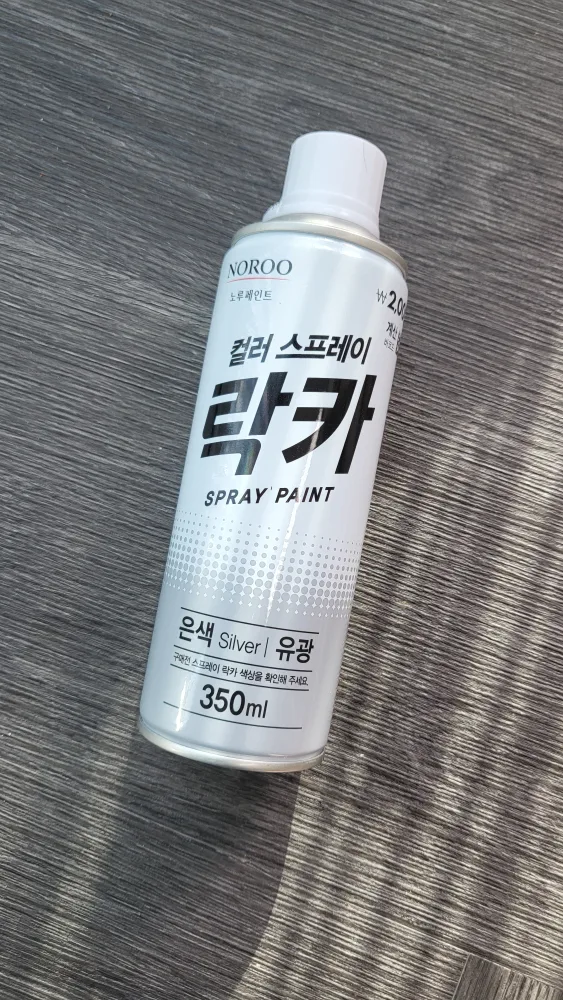 NOROO
노루페인트
₩ 2,0
컬러 스프레이
락카
SPRAY PAINT
은색 Silver | 유광
구매전 스프레이 락카 색상을 확인해 주세요.
350ml